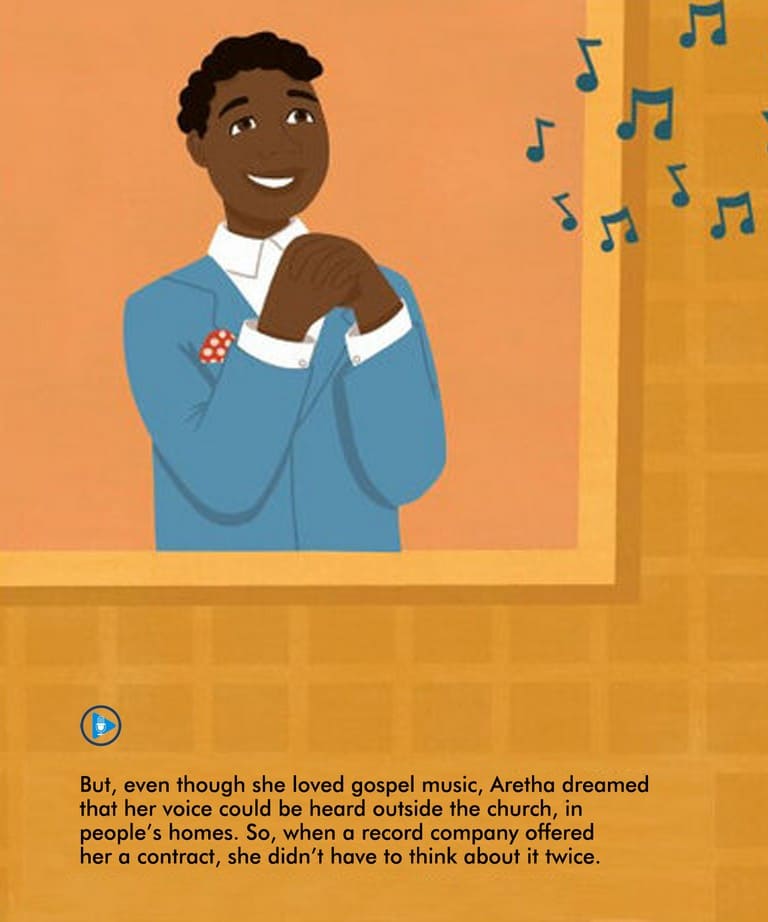 But, even though she loved gospel music, Aretha dreamed
that her voice could be heard outside the church, in
people’s homes. So, when a record company offered
her a contract, she didn’t have to think about it twice.